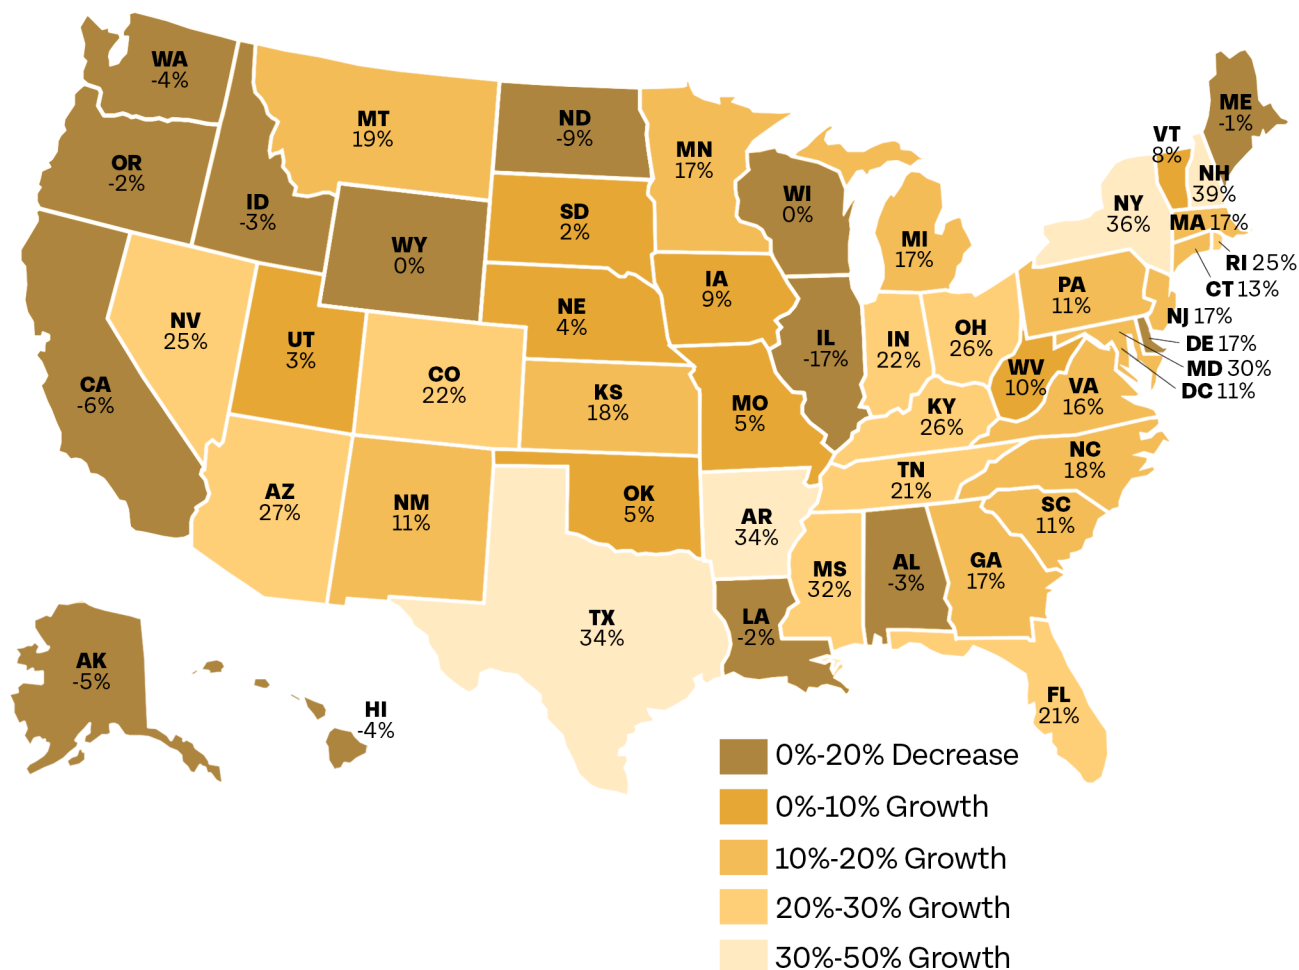 WA
-4%
MT
19%
ND
-9%
MN
17%
ME
-1%
VT
8%
OR
-2%
ID
-3%
WI
0%
NH
39%
SD
2%
NY
36%
MA 17%
WY
0%
MI
17%
RI 25%
IA
9%
PA
11%
CT 13%
NE
4%
NJ 17%
NV
25%
UT
3%
IL
-17%
IN
22%
OH
26%
DE 17%
MD 30%
DC 11%
CO
22%
WV
10%
CA
-6%
KS
18%
VA
16%
MO
5%
KY
26%
NC
18%
TN
21%
AZ
27%
NM
11%
OK
5%
SC
11%
AR
34%
MS
32%
AL
-3%
GA
17%
TX
34%
LA
-2%
AK
-5%
HI
-4%
FL
21%
0%-20% Decrease
0%-10% Growth
10%-20% Growth
20%-30% Growth
30%-50% Growth